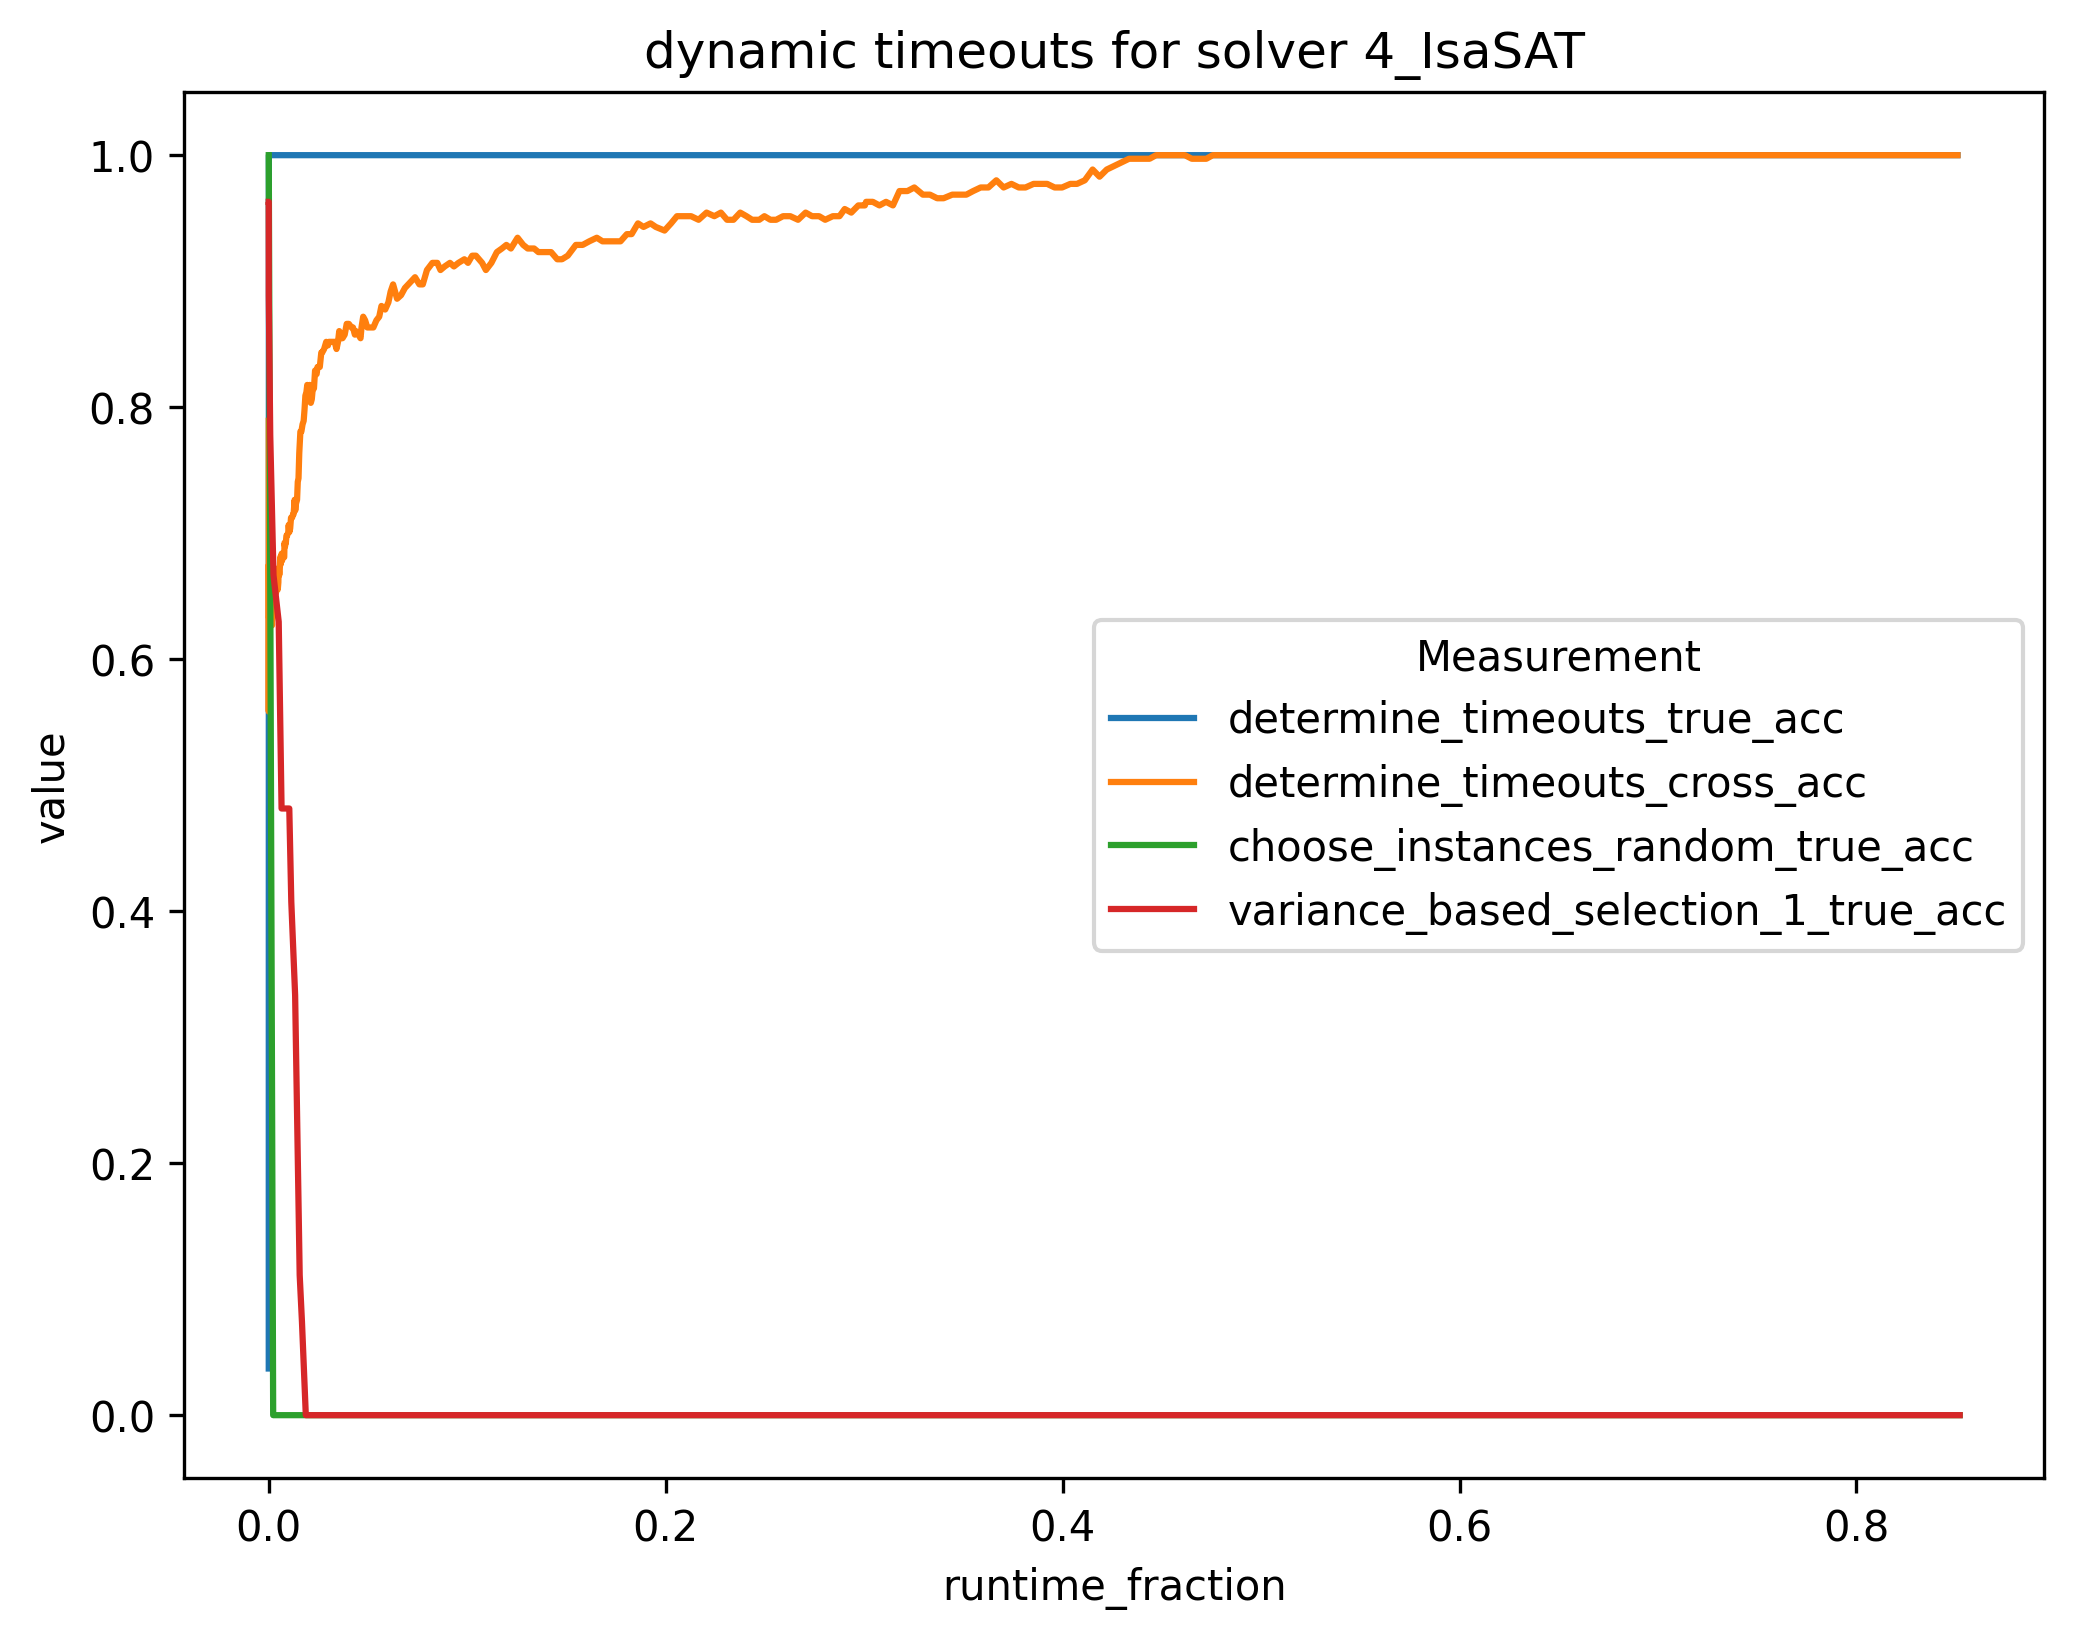 dynamic timeouts for solver 4_IsaSAT
1.0
0.8
0.6
0.4
0.2
0.0
value
Measurement
determine_timeouts_true_acc
determine_timeouts_cross_acc
choose_instances_random_true_acc
variance_based_selection_1_true_acc
0.0 0.2 0.4 0.6 0.8
runtime_fraction